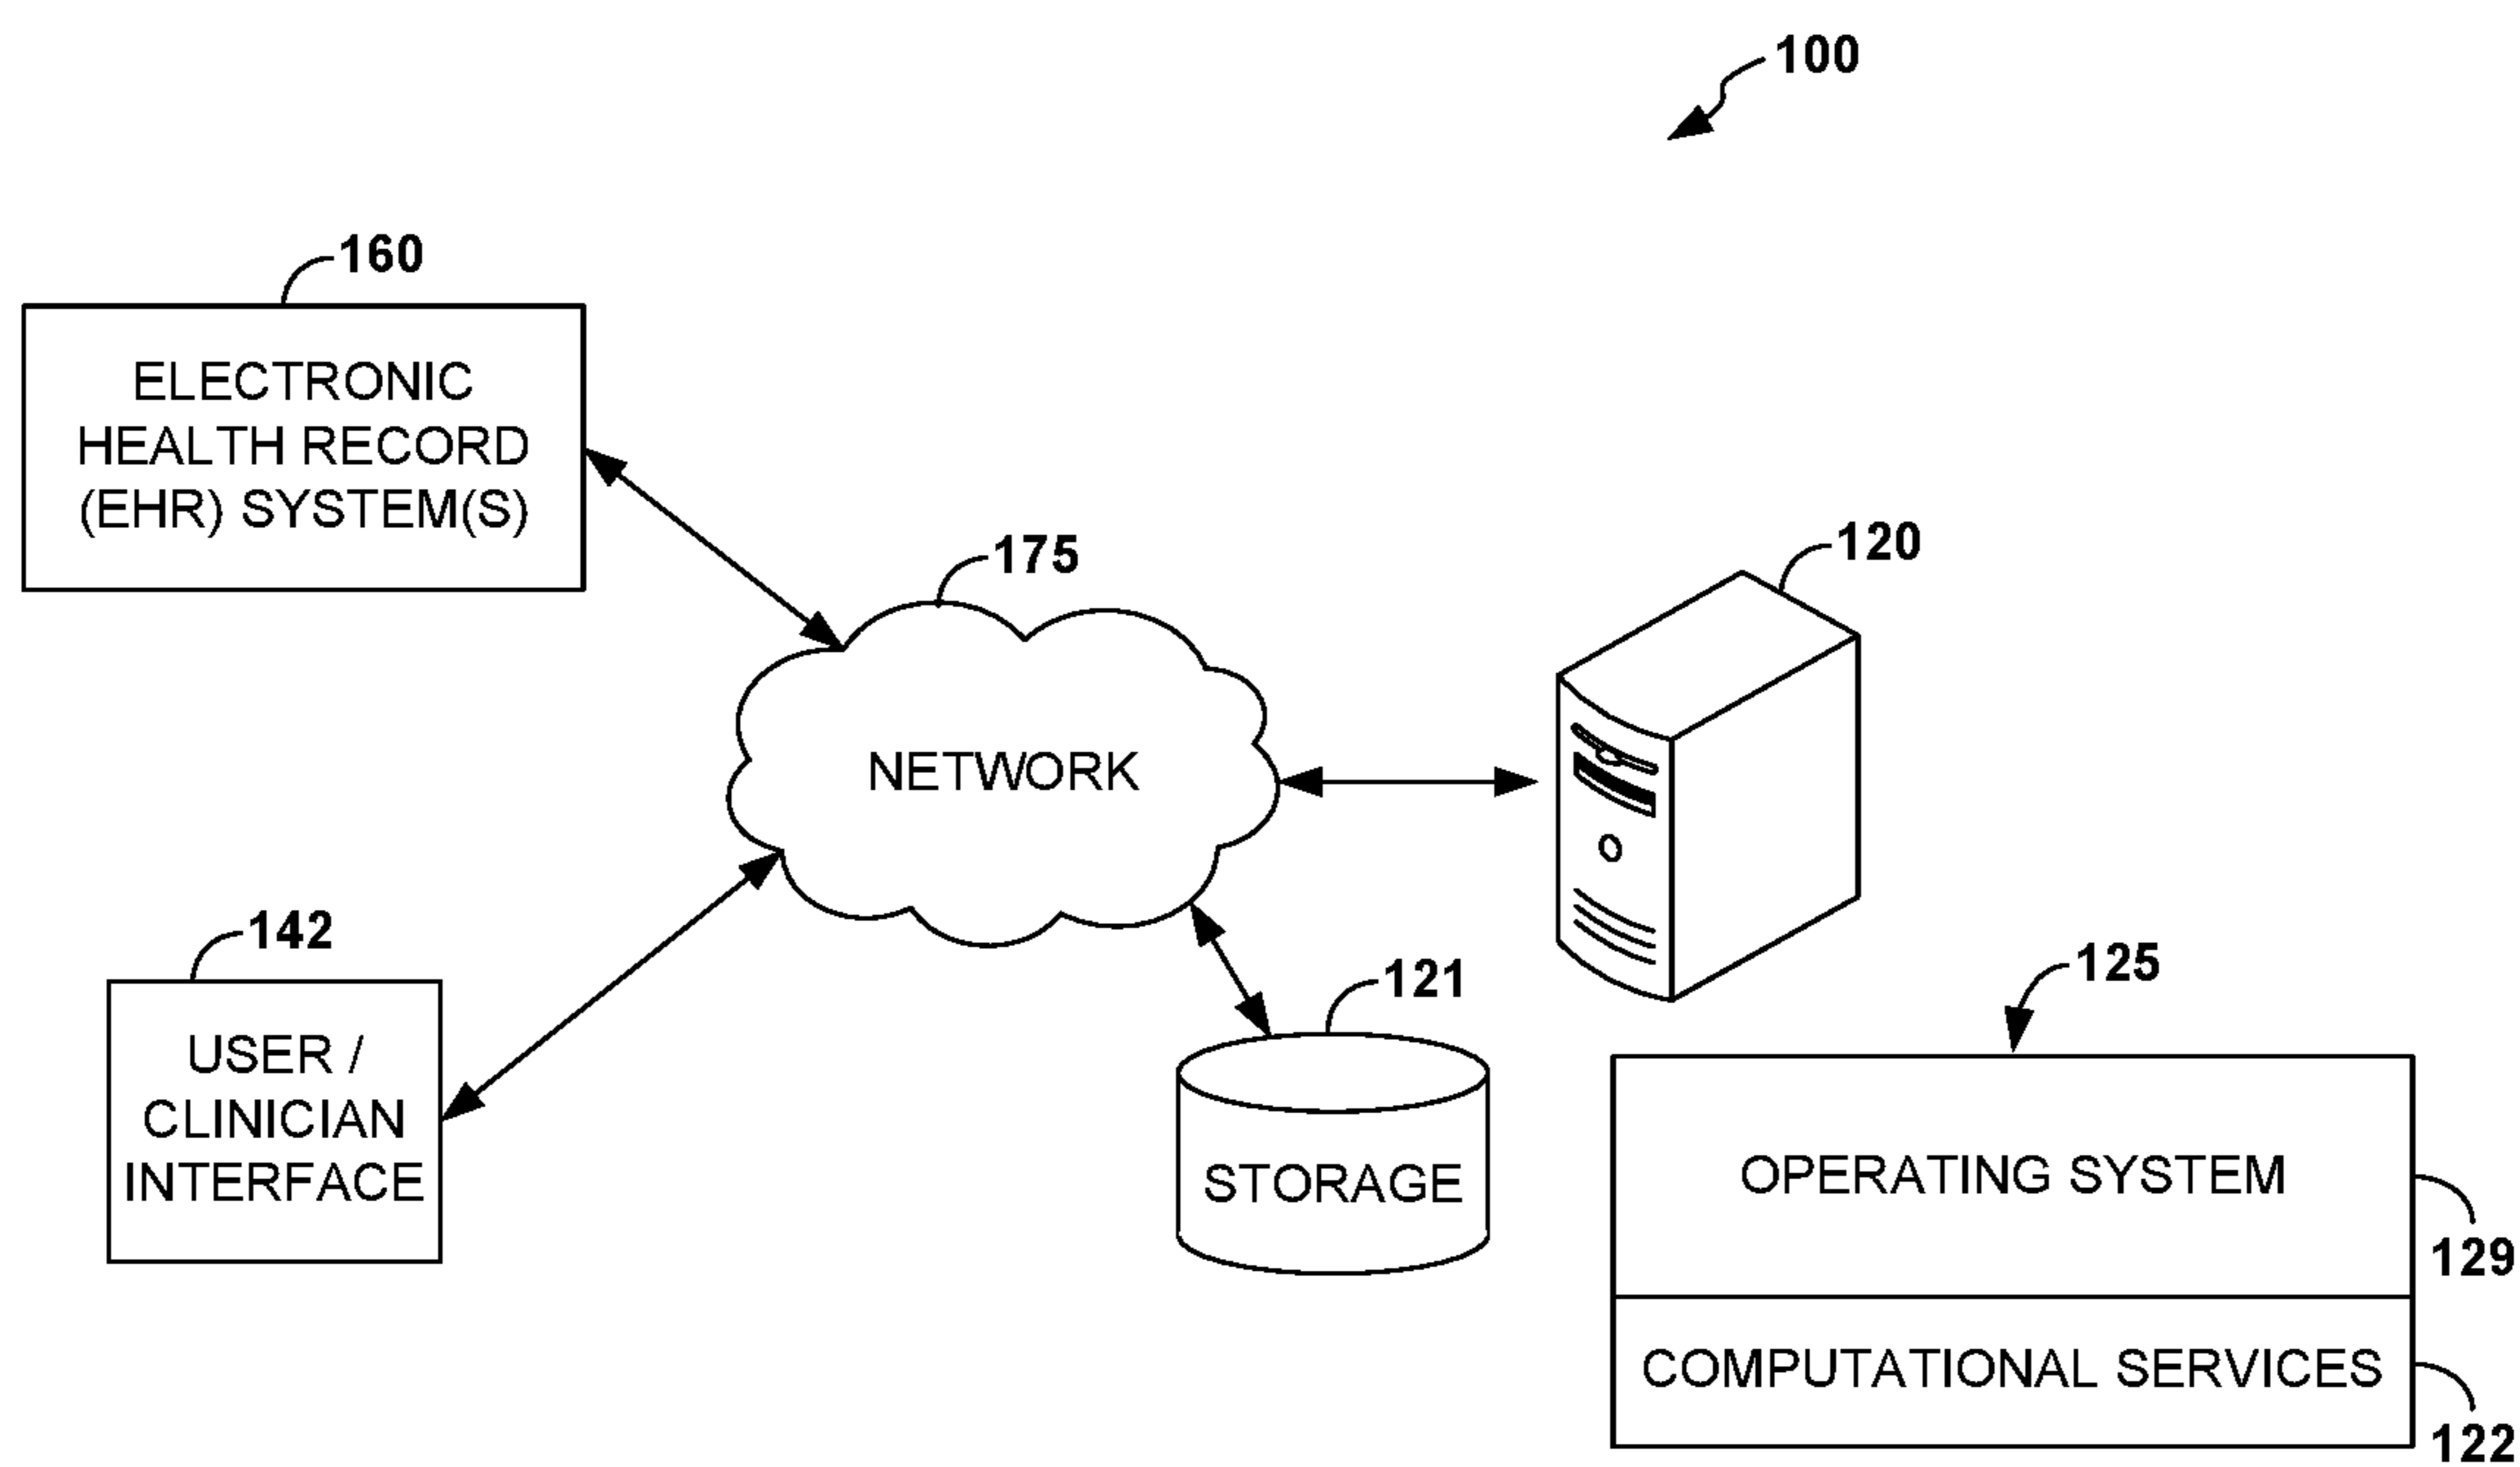 100
160
ELECTRONIC
HEALTH RECORD
(EHR) SYSTEM(S)
175
120
NETWORK
142
USER /
CLINICIAN
INTERFACE
121
STORAGE
125
OPERATING SYSTEM
129
COMPUTATIONAL SERVICES
122